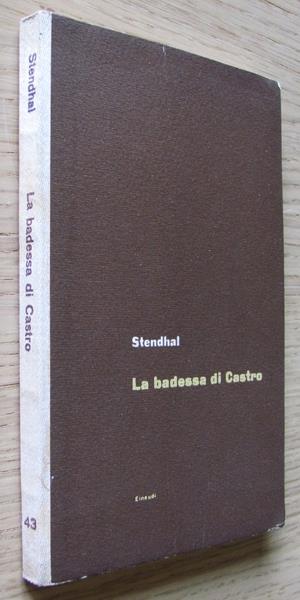 Stendhal
La badessa di Castro
43
Stendhal
La badessa di Castro
Einaudi